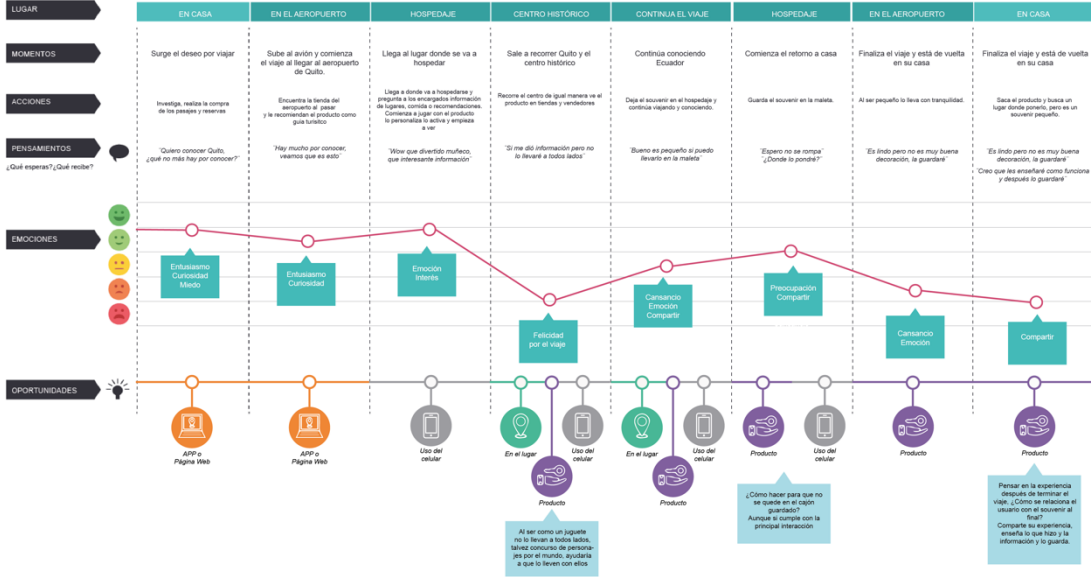 LUGAR
EN CASA
EN EL AEROPUERTO
HOSPEDAJE
CENTRO HISTÓRICO
CONTINUA EL VIAJE
HOSPEDAJE
EN EL AEROPUERTO
EN CASA
MOMENTOS
Surge el deseo por viajar
Sube al avión y comienza
el viaje al llegar al aeropuerto
de Quito.
Llega al lugar donde se va a
hospedar
Sale a recorrer Quito y el
centro histórico
Continúa conociendo
Ecuador
Comienza el retorno a casa
Finaliza el viaje y está de vuelta
en su casa
Finaliza el viaje y está de vuelta
en su casa
ACCIONES
Investiga, realiza la compra
de los pasajes y reservas
Encuentra la tienda del
aeropuerto al pasar
y le recomiendan el producto como
guía turisitco
Llega a donde va a hospedarse y
pregunta a los encargados información
de lugares, comida o recomendaciones.
Comienza a jugar con el producto
lo personaliza lo activa y empieza
a ver
Recorre el centro de igual manera ve el
producto en tiendas y vendedores
Deja el souvenir en el hospedaje y
continua viajando y conociendo.
Guarda el souvenir en la maleta.
Al ser pequeño lo lleva con tranquilidad.
Saca el producto y busca un
lugar donde ponerlo, pero es un
souvenir pequeño.
PENSAMIENTOS
¿Qué esperas?¿Qué recibe?
¨Quiero conocer Quito,
¿qué no más hay por conocer?¨
¨Hay mucho por conocer,
veamos que es esto¨
¨Wow que divertido muñeco,
que interesante información¨
¨Si me dió información pero no
lo llevaré a todos lados¨
¨Bueno es pequeño si puedo
llevarlo en la maleta¨
¨Espero no se rompa¨
¨¿Donde lo pondré?¨
¨Es lindo pero no es muy buena
decoración, la guardaré¨
¨Es lindo pero no es muy buena
decoración, la guardaré¨
¨Creo que les enseñaré como funciona
y después lo guardaré¨
EMOCIONES
Entusiasmo
Curiosidad
Miedo
Entusiasmo
Curiosidad
Emoción
Interés
Felicidad
por el viaje
Cansancio
Emoción
Compartir
Preocupación
Compartir
Cansancio
Emoción
Compartir
OPORTUNIDADES
APP o
Página Web
APP o
Página Web
Uso del
celular
En el lugar
Producto
Uso del
celular
En el lugar
Producto
Uso del
celular
Producto
Uso del
celular
Producto
Producto
Al ser como un juguete
no lo llevan a todos lados,
talvez concurso de persona-
jes por el mundo, ayudaría
a que lo lleven con ellos
¿Cómo hacer para que no
se quede en el cajón
guardado?
Aunque si cumple con la
principal interacción
Pensar en la experiencia
después de terminar el
viaje, ¿Cómo se relaciona el
usuario con el souvenir al
final?
Comparte su experiencia,
enseña lo que hizo y la
información y lo guarda.